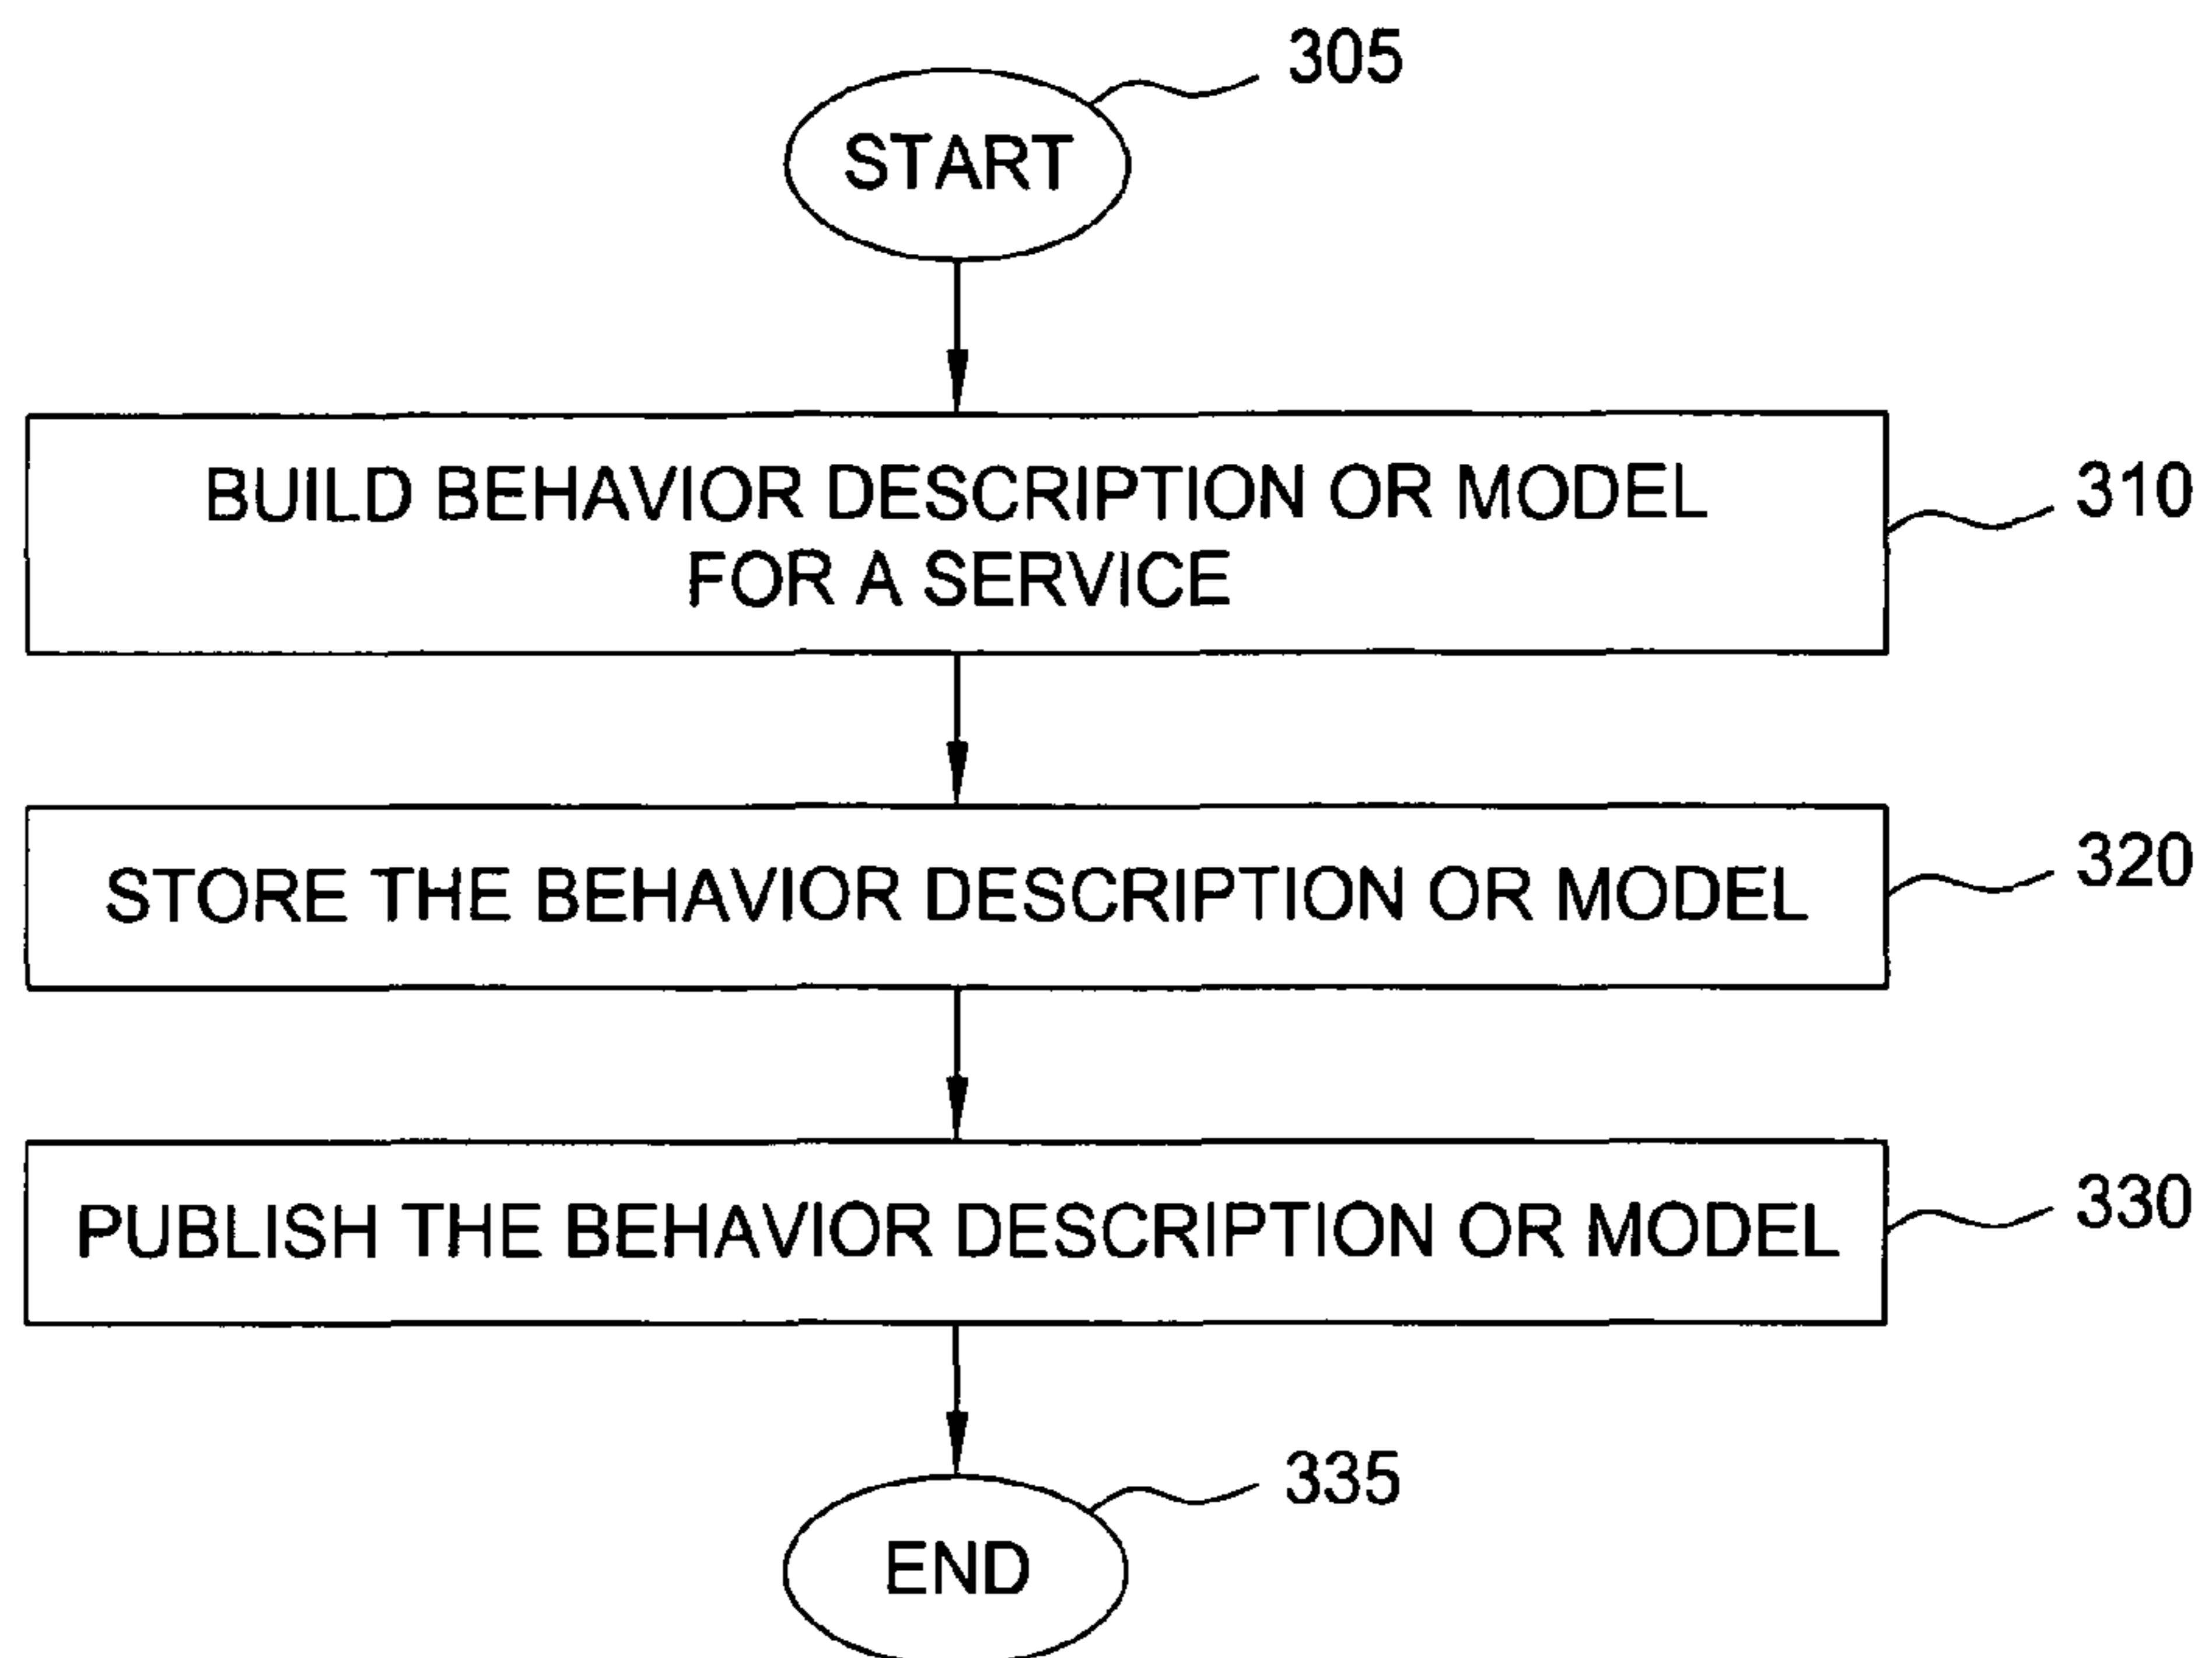 305
START
BUILD BEHAVIOR DESCRIPTION OR MODEL
FOR A SERVICE
310
STORE THE BEHAVIOR DESCRIPTION OR MODEL
320
PUBLISH THE BEHAVIOR DESCRIPTION OR MODEL
330
335
END